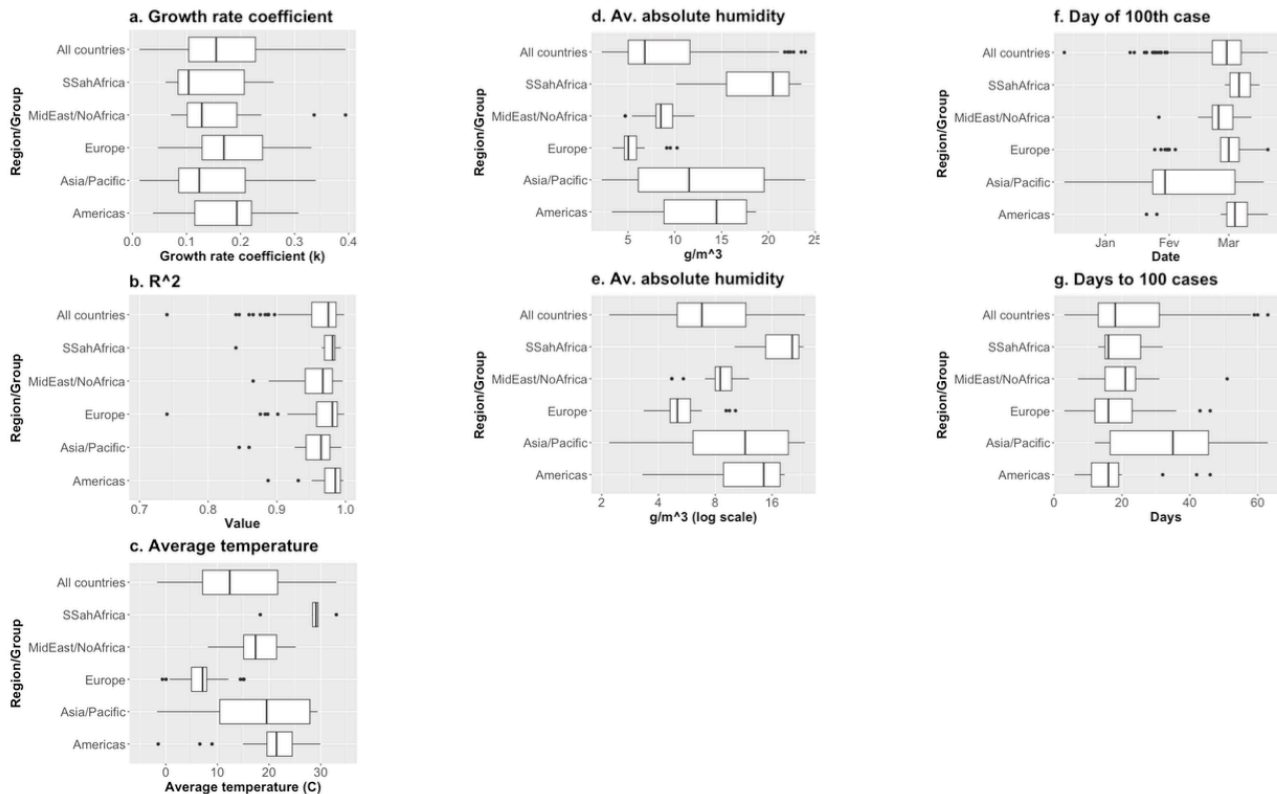 a. Growth rate coefficient
Region/Group
All countries
SSahAfrica
MidEast/NoAfrica
Europe
Asia/Pacific
Americas
0.0 0.1 0.2 0.3 0.4
Growth rate coefficient (k)
b. R^2
Region/Group
All countries
SSahAfrica
MidEast/NoAfrica
Europe
Asia/Pacific
Americas
0.7 0.8 0.9 1.0
Value
c. Average temperature
Region/Group
All countries
SSahAfrica
MidEast/NoAfrica
Europe
Asia/Pacific
Americas
0 10 20 30
Average temperature (C)
d. Av. absolute humidity
Region/Group
All countries
SSahAfrica
MidEast/NoAfrica
Europe
Asia/Pacific
Americas
5 10 15 20 25
g/m^3
e. Av. absolute humidity
Region/Group
All countries
SSahAfrica
MidEast/NoAfrica
Europe
Asia/Pacific
Americas
2 4 8 16
g/m^3 (log scale)
f. Day of 100th case
Region/Group
All countries
SSahAfrica
MidEast/NoAfrica
Europe
Asia/Pacific
Americas
Jan Fev Mar
Date
g. Days to 100 cases
Region/Group
All countries
SSahAfrica
MidEast/NoAfrica
Europe
Asia/Pacific
Americas
0 20 40 60
Days